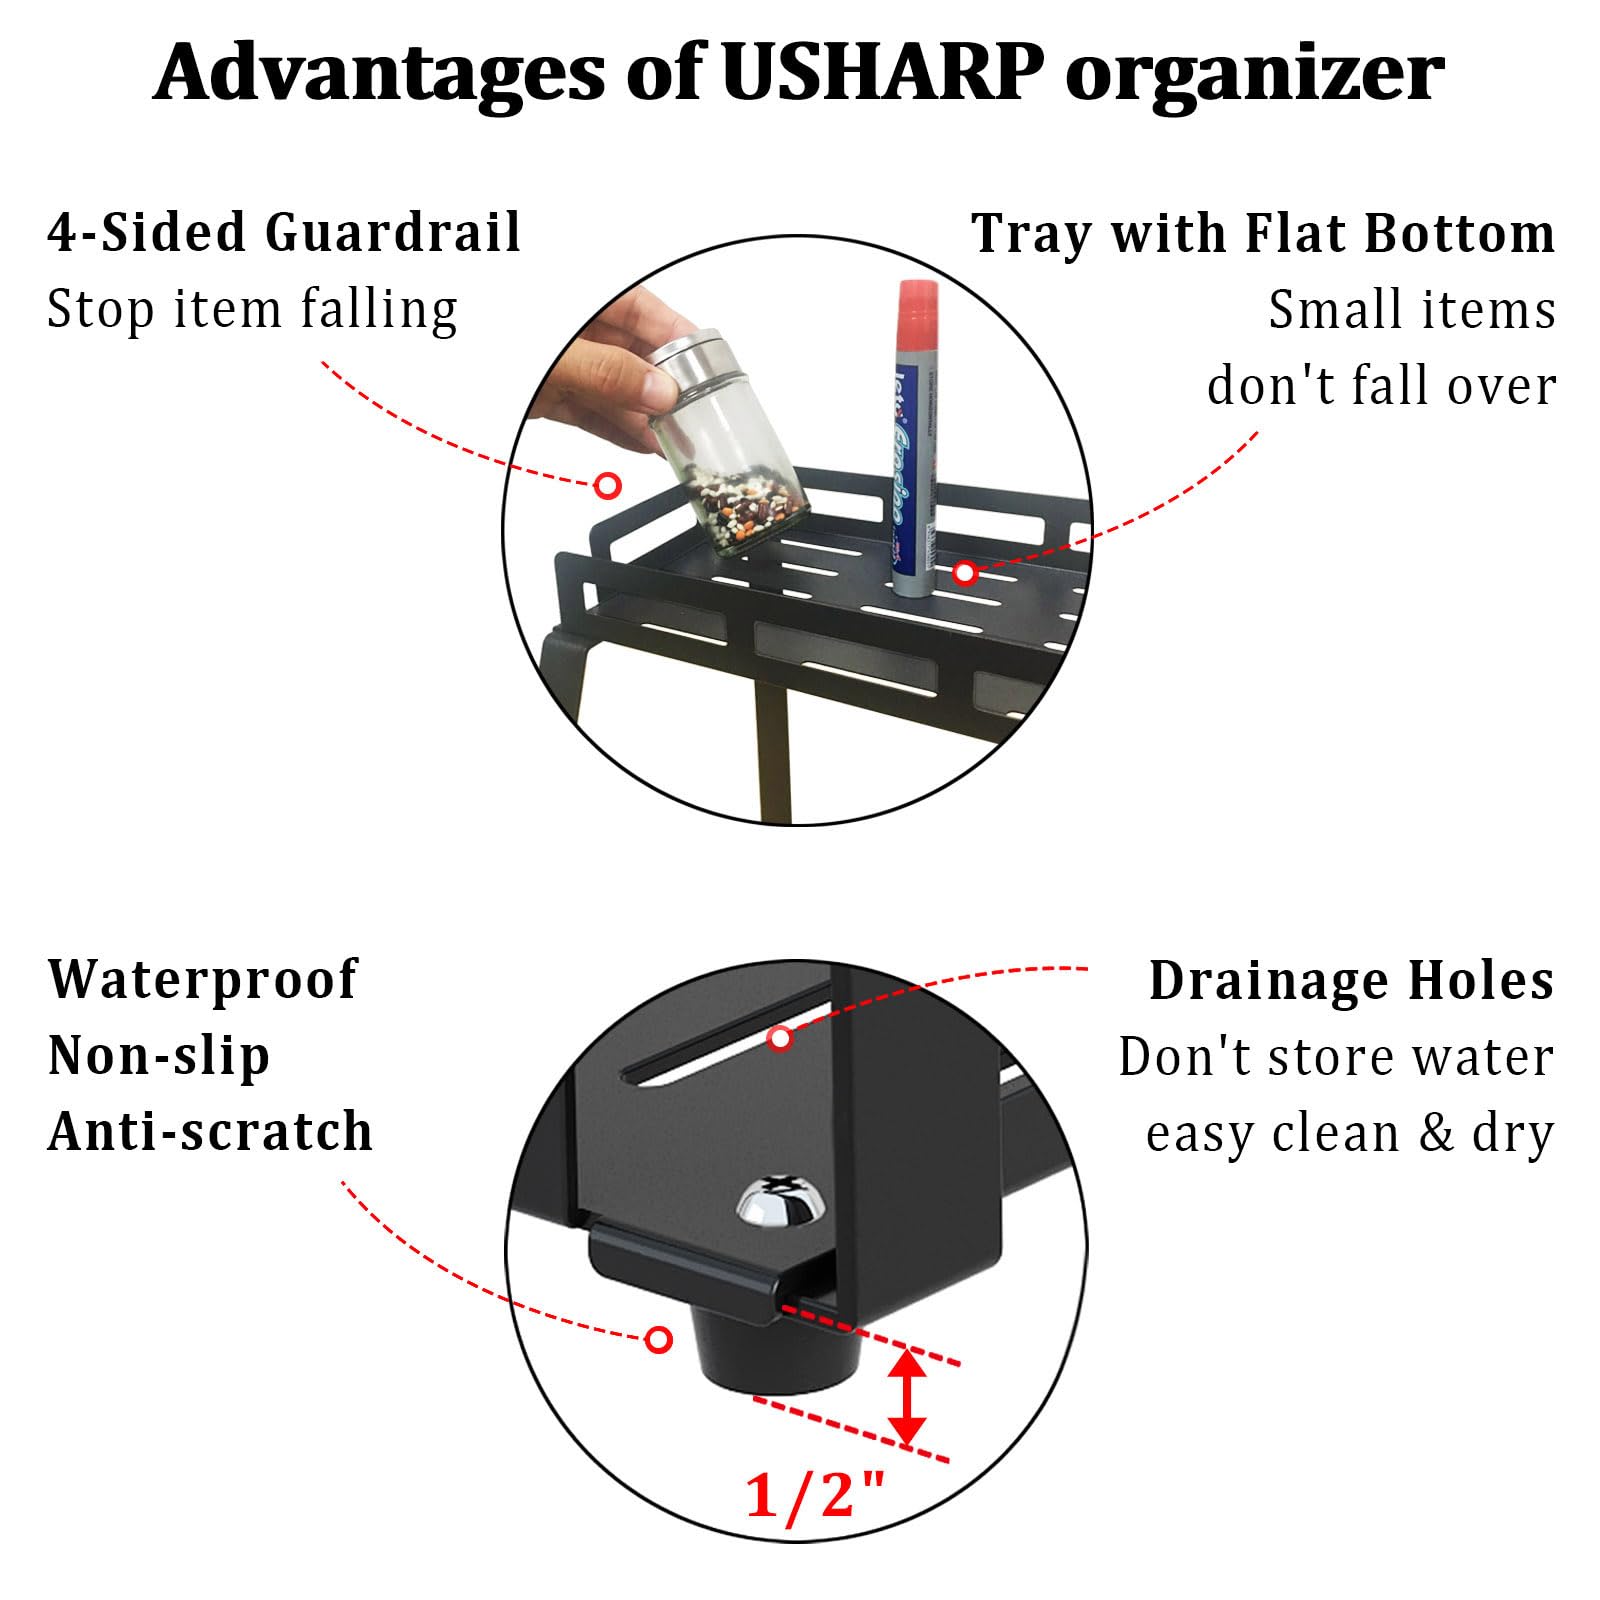 Advantages of USHARP organizer
4-Sided Guardrail
Stop item falling
Tray with Flat Bottom
Small items
don't fall over
Waterproof
Non-slip
Anti-scratch
Drainage Holes
Don't store water
easy clean & dry
1/2"